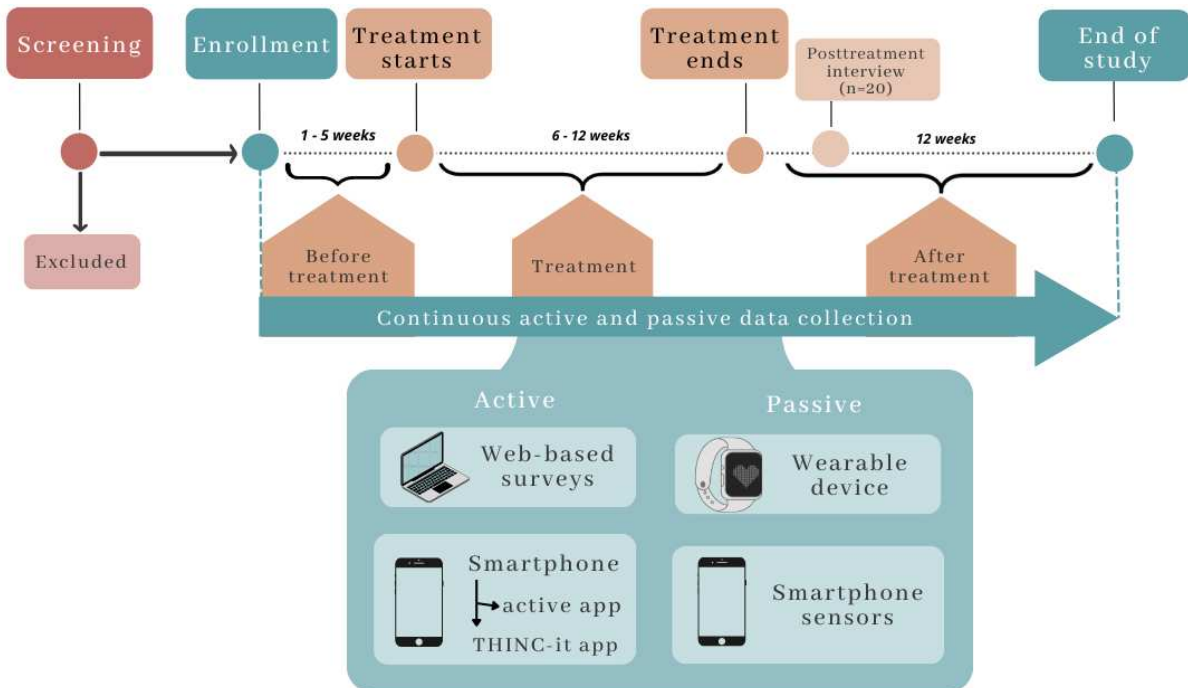 Screening
Enrollment
Treatment
starts
Treatment
ends
Posttreatment
interview
(n=20)
End of
study
1 - 5 weeks
6 - 12 weeks
12 weeks
Excluded
Before
treatment
Treatment
After
treatment
Continuous active and passive data collection
Active
Passive
Web-based
surveys
Wearable
device
Smartphone
active app
THINC-it app
Smartphone
sensors